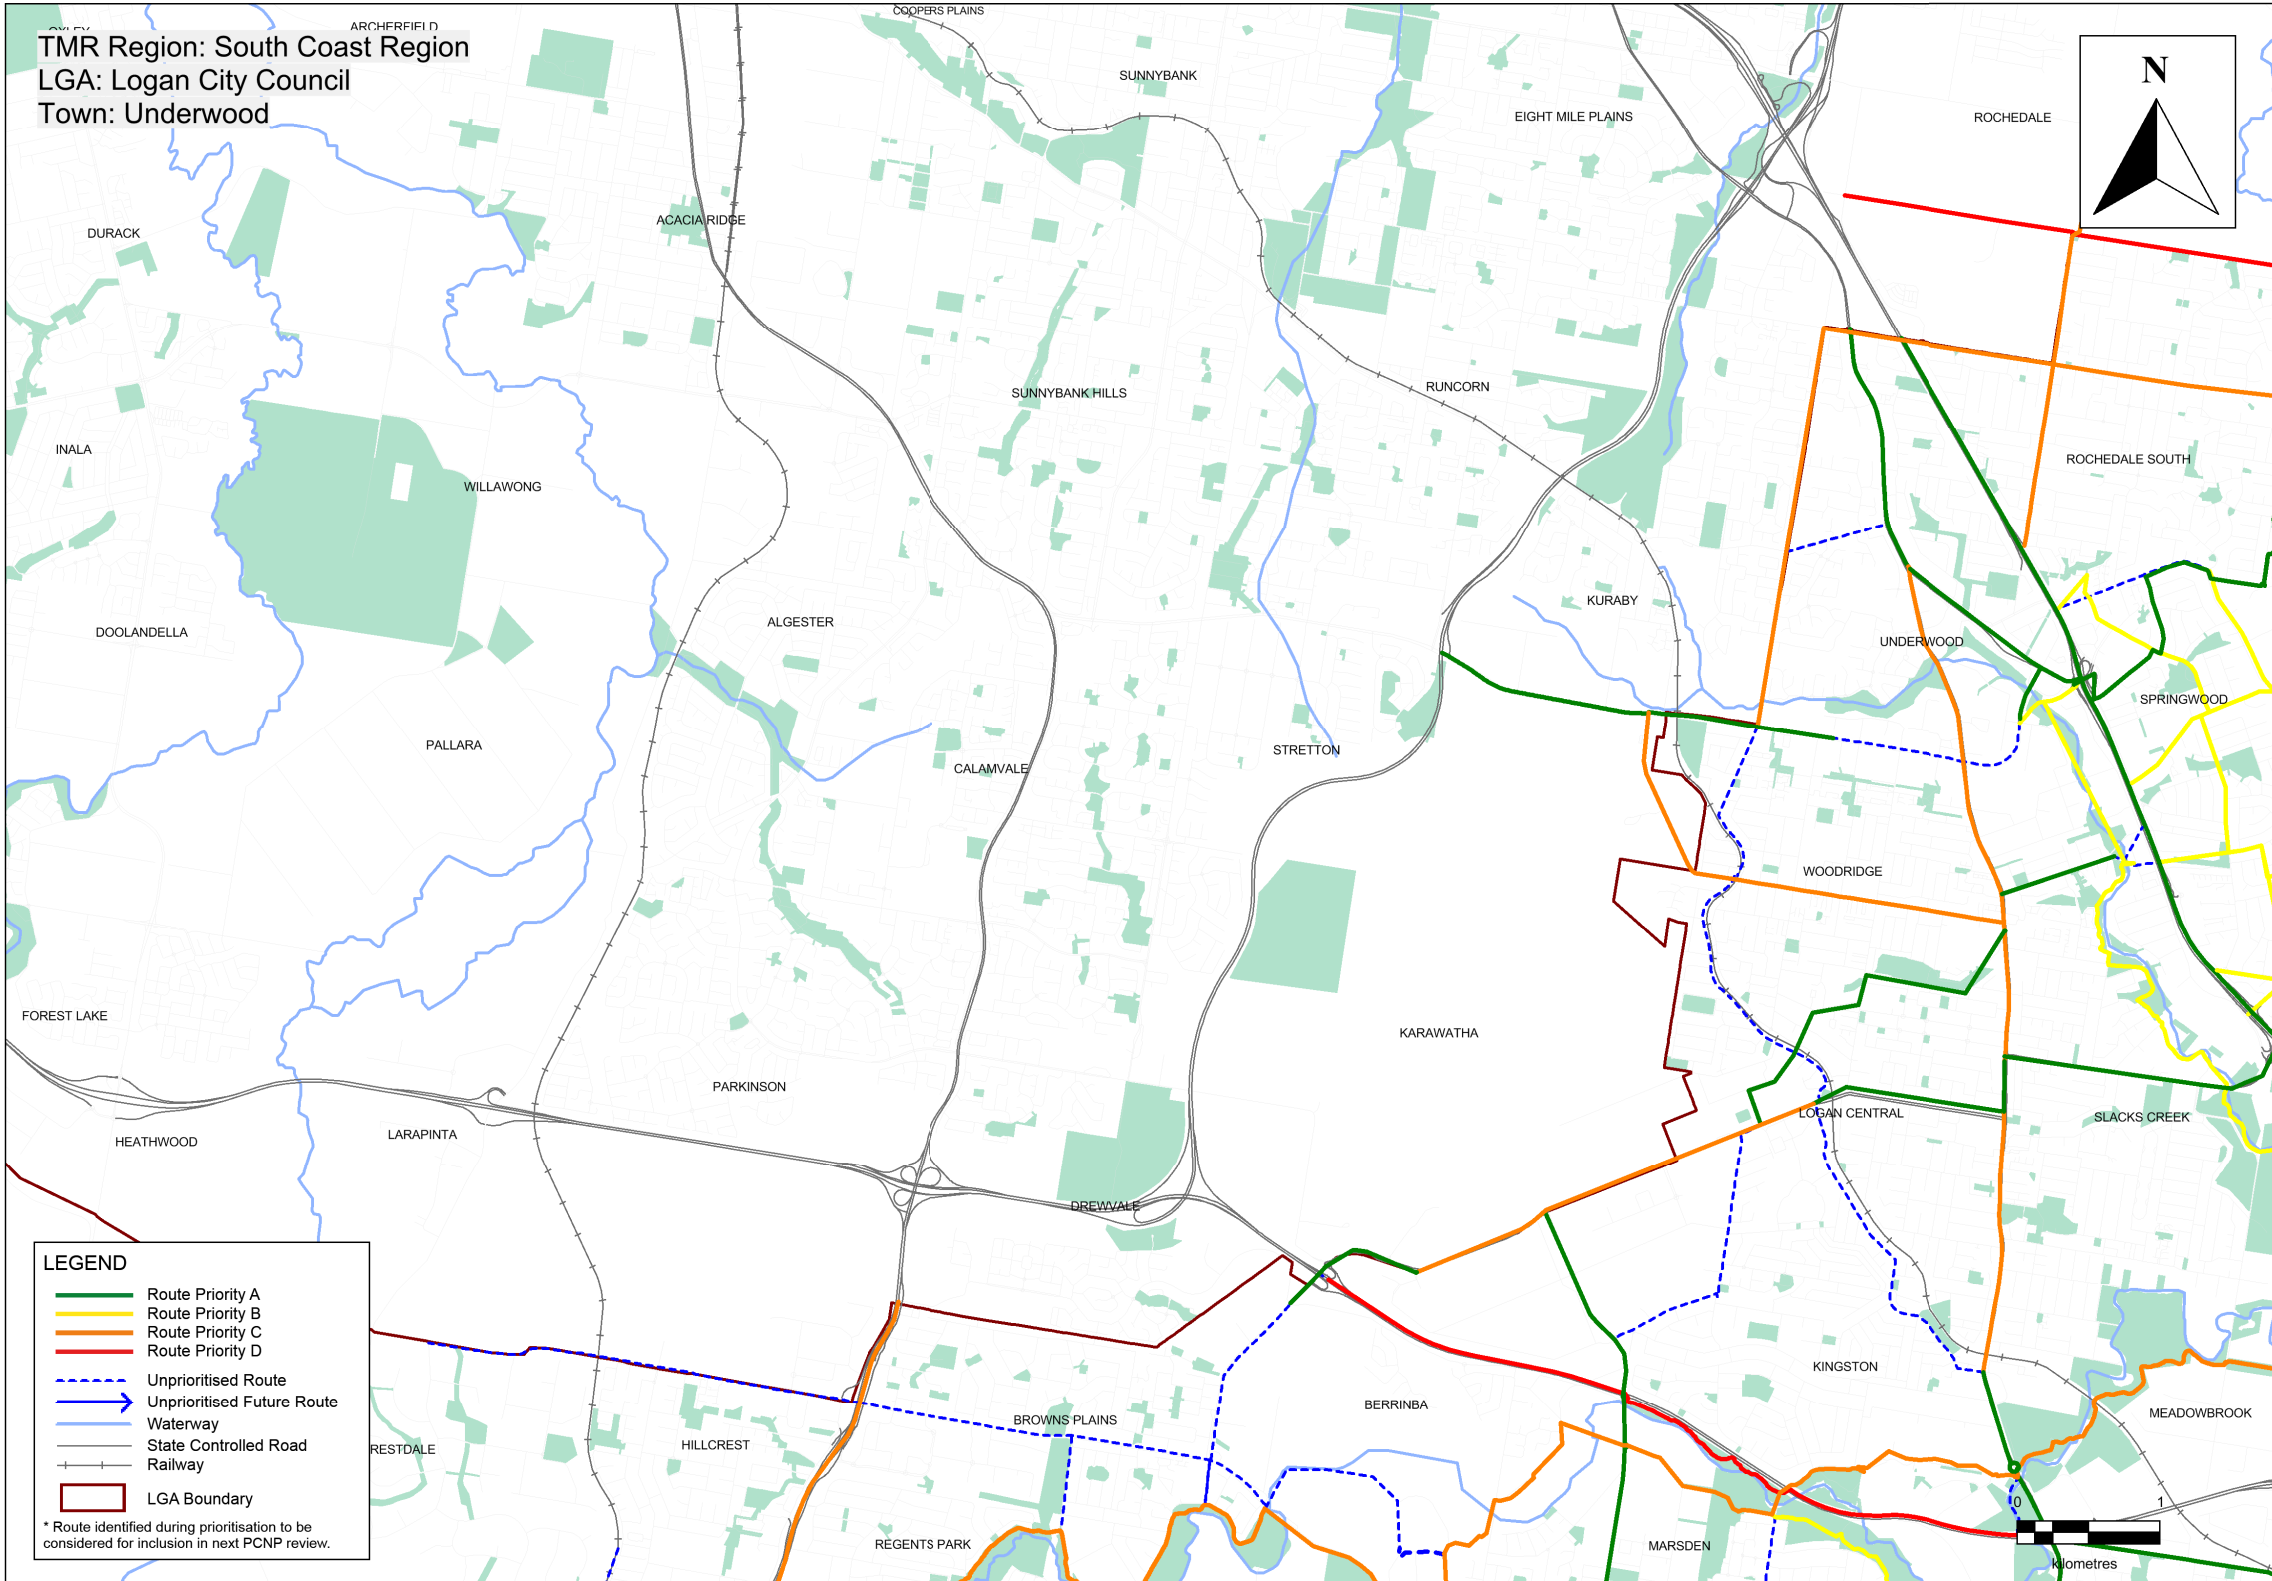 COOPERS PLAINS
OXLEY
ARCHERFIELD
TMR Region: South Coast Region
LGA: Logan City Council
Town: Underwood
N
SUNNYBANK
EIGHT MILE PLAINS
ROCHEDALE
ACACIA RIDGE
DURACK
RUNCORN
SUNNYBANK HILLS
INALA
ROCHEDALE SOUTH
WILLAWONG
KURABY
ALGESTER
DOOLANDELLA
UNDERWOOD
SPRINGWOOD
PALLARA
STRETTON
CALAMVALE
WOODRIDGE
FOREST LAKE
KARAWATHA
PARKINSON
LOGAN CENTRAL
SLACKS CREEK
LARAPINTA
HEATHWOOD
DREWVALE
LEGEND
Route Priority A
Route Priority B
Route Priority C
Route Priority D
Unprioritised Route
Unprioritised Future Route
Waterway
State Controlled Road
Railway
LGA Boundary
* Route identified during prioritisation to be
considered for inclusion in next PCNP review.
KINGSTON
BERRINBA
MEADOWBROOK
BROWNS PLAINS
HILLCREST
RESTDALE
REGENTS PARK
MARSDEN
0 1
kilometres